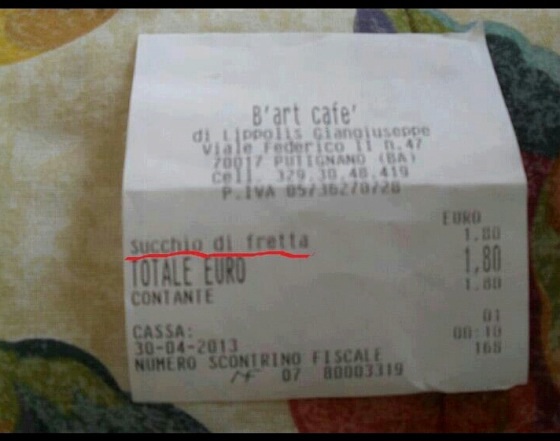 B'art cafe'
di Lippolis Giangiuseppe
Viale Federico II n.47
70017 PUTIGNANO (BA)
Cell. 329.30.48.419
P.IVA 05736270728
EURO
Succhio di fretta 1.80
TOTALE EURO 1,80
CONTANTE 1.80
01
CASSA: 00:10
30-04-2013 168
NUMERO SCONTRINO FISCALE
MF 07 80003319